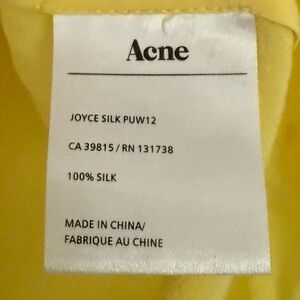 Acne
JOYCE SILK PUW12
CA 39815 / RN 131738
100% SILK
MADE IN CHINA/
FABRIQUE AU CHINE